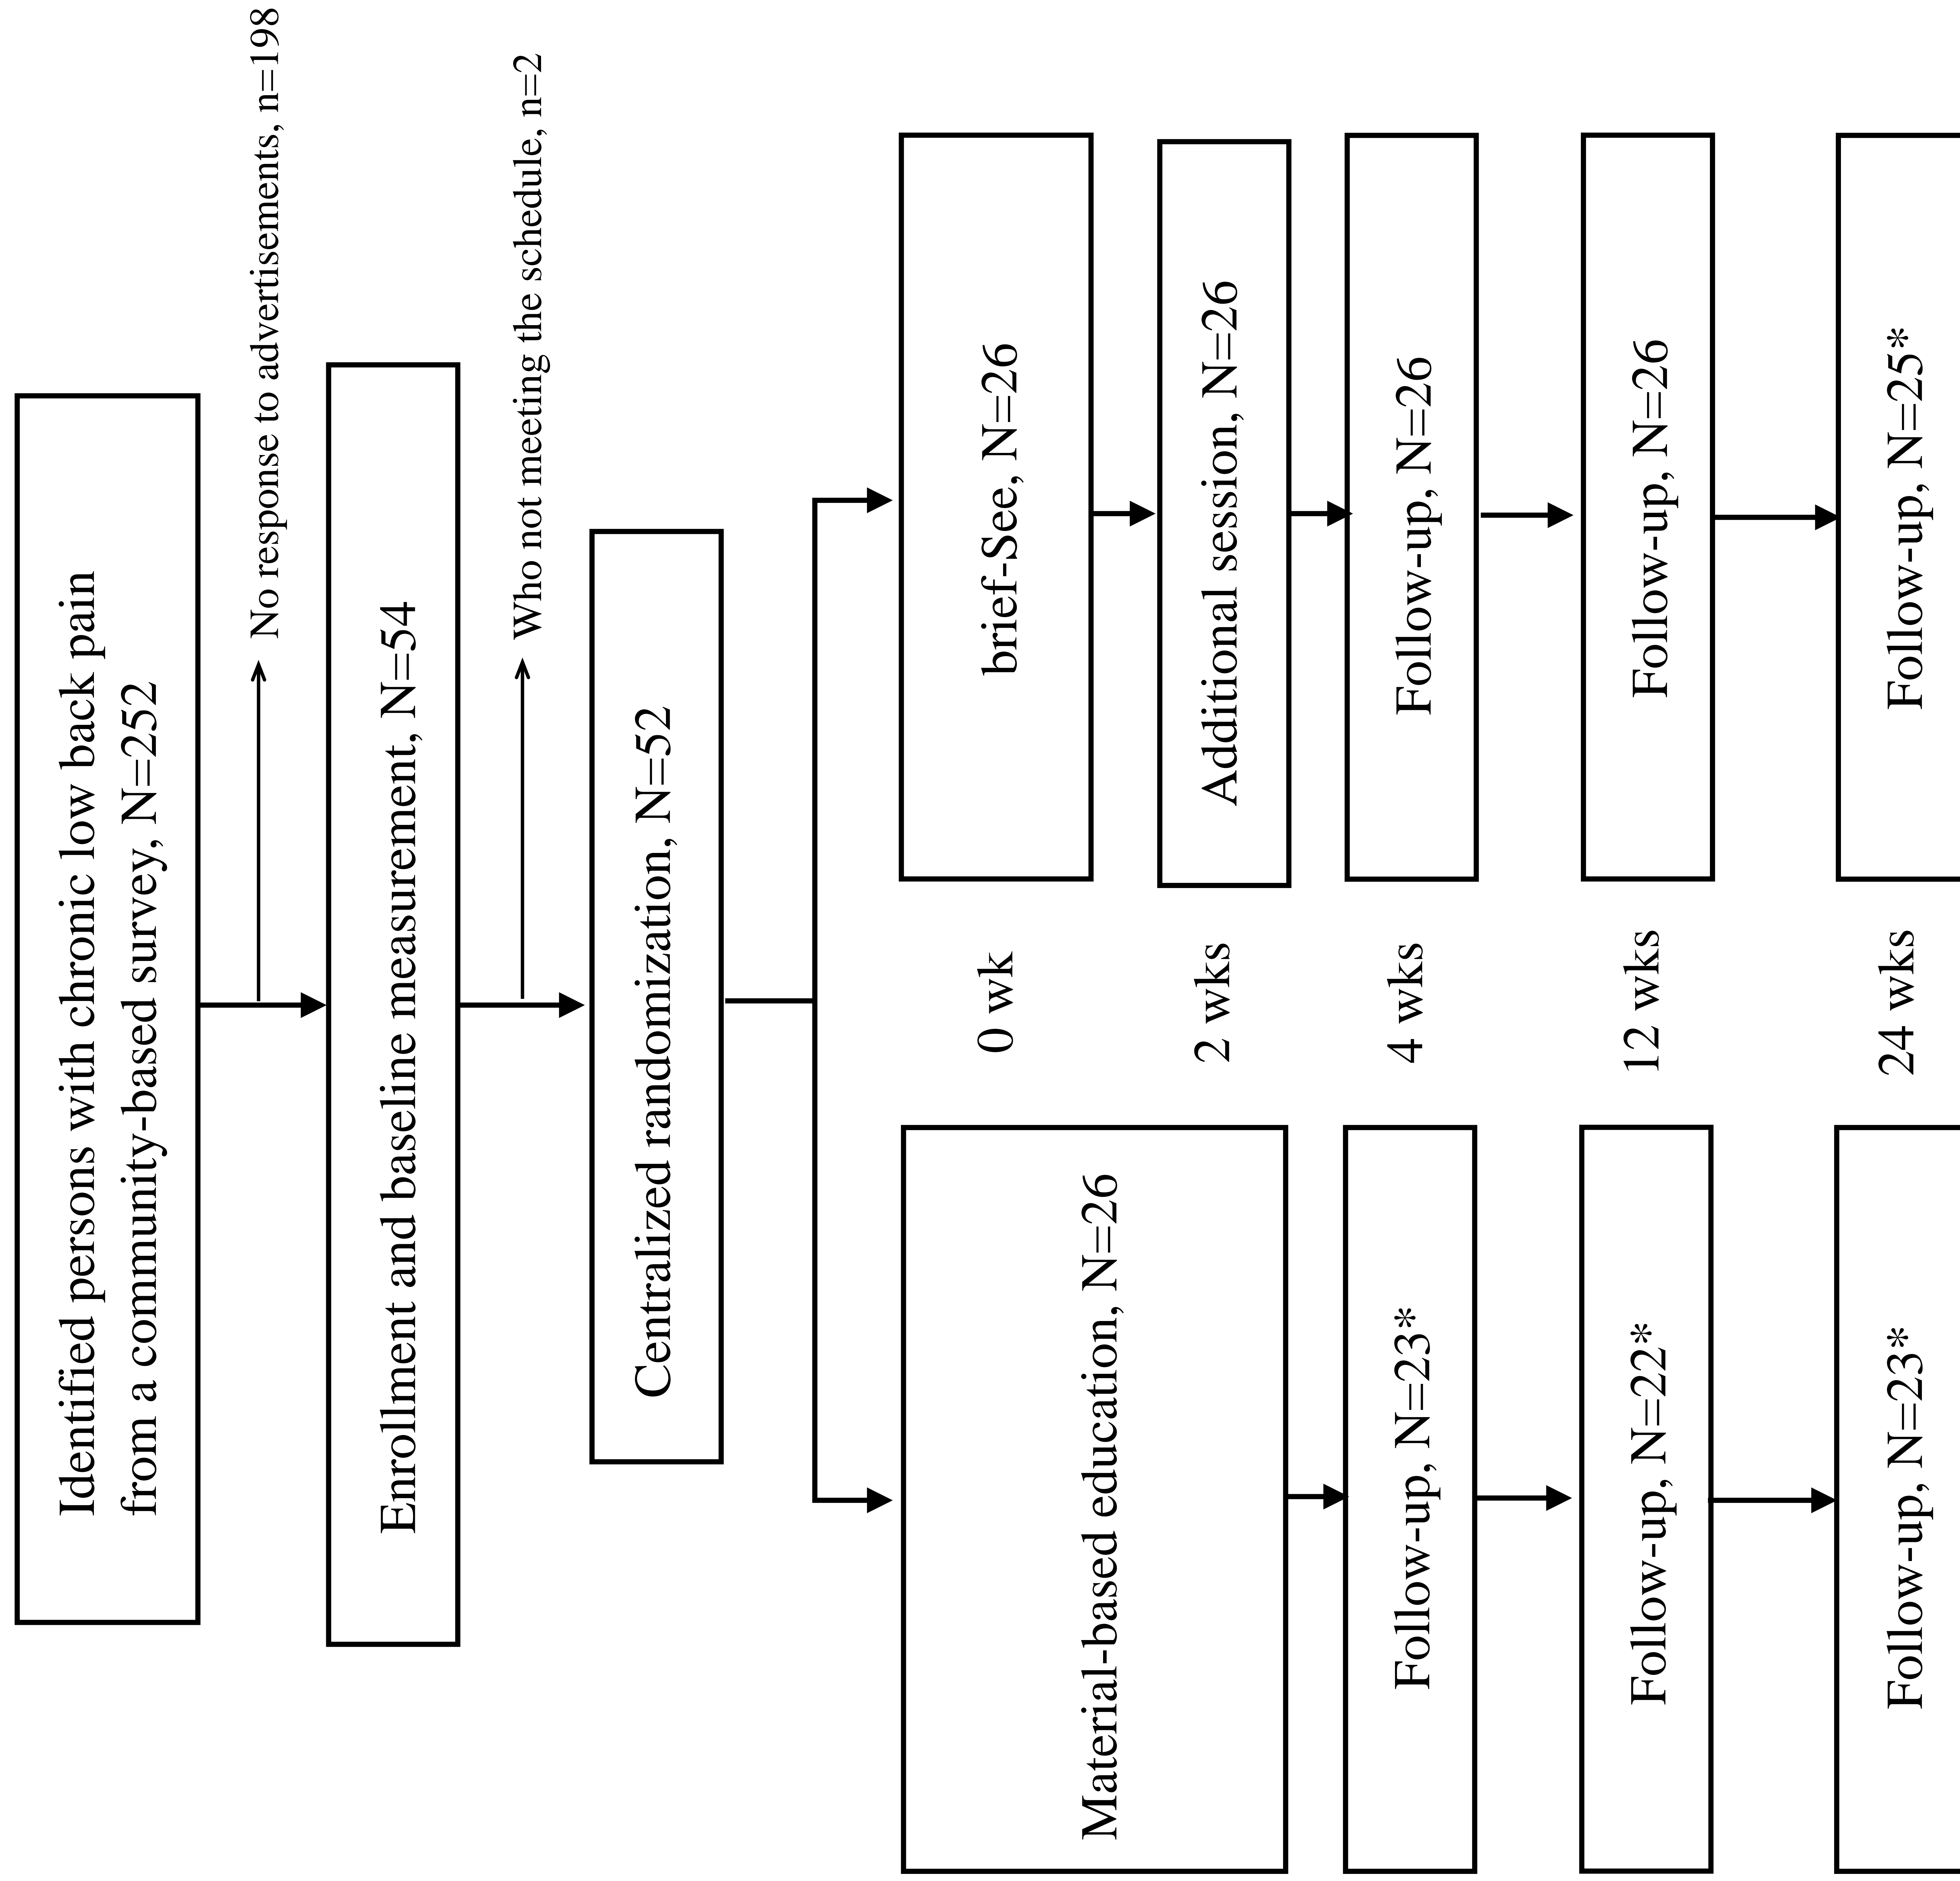 Identified persons with chronic low back pain
from a community-based survey, N=252
No response to advertisements, n=198
Enrollment and baseline measurement, N=54
Who not meeting the schedule, n=2
Centralized randomization, N=52
Material-based education, N=26
0 wk
brief-See, N=26
2 wks
Additional session, N=26
Follow-up, N=23*
4 wks
Follow-up, N=26
Follow-up, N=22*
12 wks
Follow-up, N=26
Follow-up, N=23*
24 wks
Follow-up, N=25*